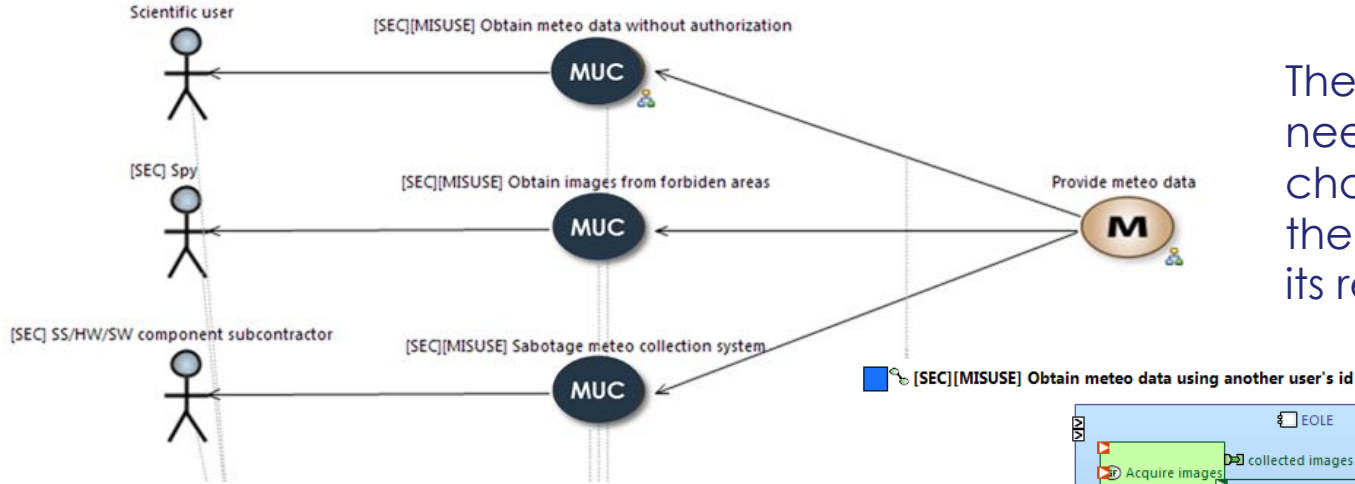 Scientific user
[SEC][MISUSE] Obtain meteo data without authorization
MUC
[SEC] Spy
[SEC][MISUSE] Obtain images from forbiden areas
MUC
Provide meteo data
M
[SEC] SS/HW/SW component subcontractor
[SEC][MISUSE] Sabotage meteo collection system
MUC
[SEC][MISUSE] Obtain meteo data using another user's id
EOLE
collected images
Acquire images
The
nee
cha
the
its re